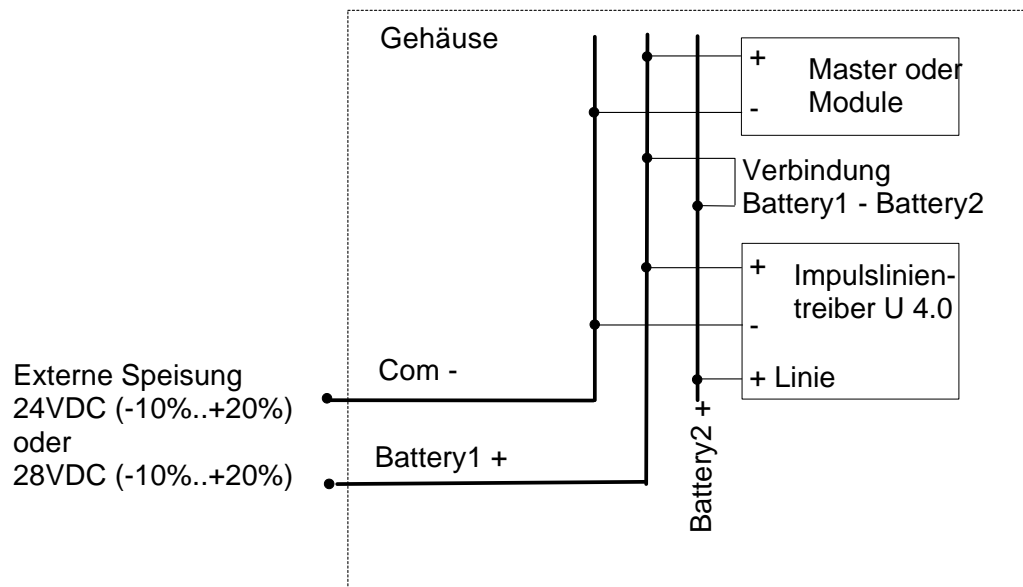 Gehäuse
+
Master oder
Module
-
Verbindung
Battery1 - Battery2
+
Impulslinien-
treiber U 4.0
-
+ Linie
Externe Speisung
24VDC (-10%..+20%)
oder
28VDC (-10%..+20%)
Com -
Battery1 +
Battery2 +